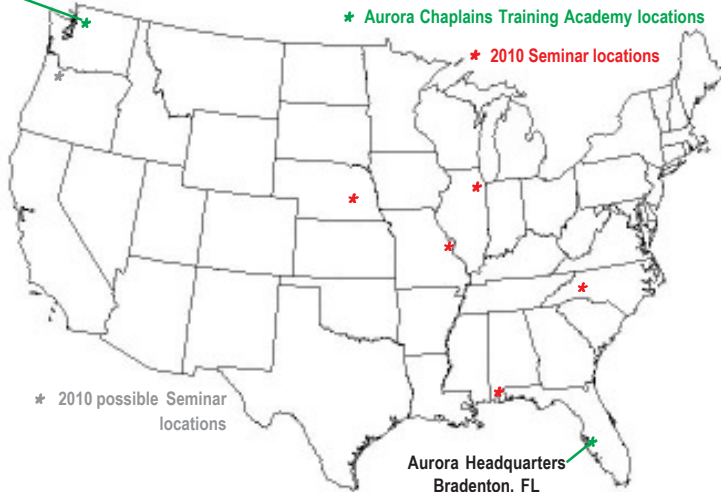 * Aurora Chaplains Training Academy locations
* 2010 Seminar locations
* 2010 possible Seminar
locations
Aurora Headquarters
Bradenton, FL